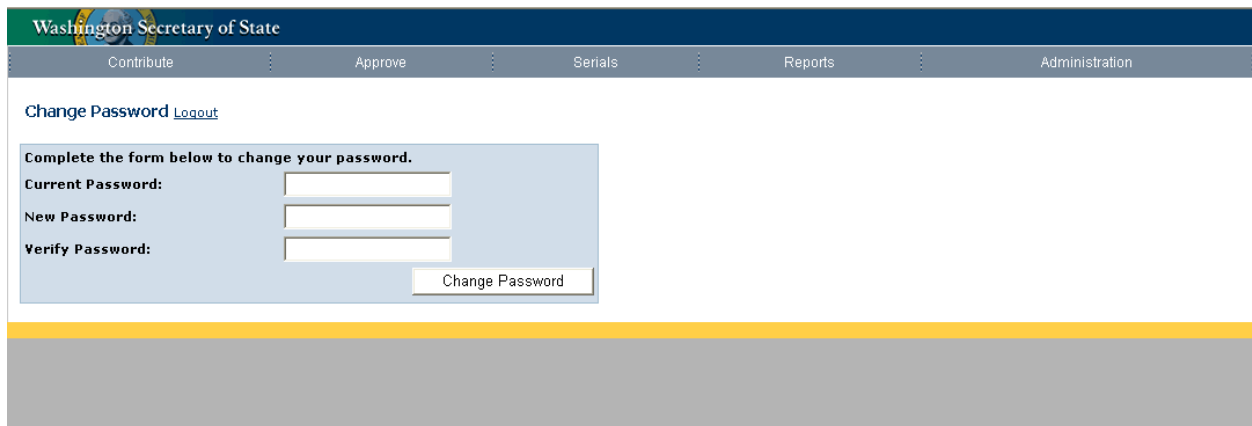 Washington Secretary of State
Contribute Approve Serials Reports Administration
Change Password Logout
Complete the form below to change your password.
Current Password:
New Password:
Verify Password:
Change Password